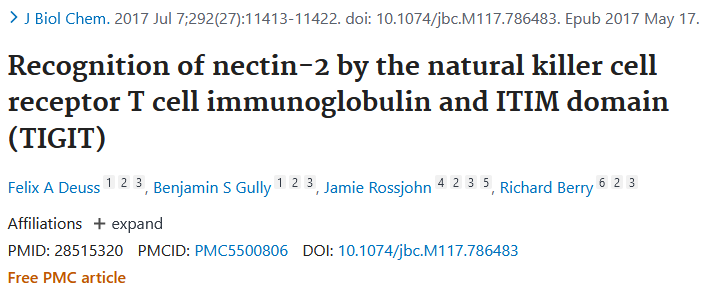 > J Biol Chem. 2017 Jul 7;292(27):11413-11422. doi: 10.1074/jbc.M117.786483. Epub 2017 May 17.
Recognition of nectin-2 by the natural killer cell
receptor T cell immunoglobulin and ITIM domain
(TIGIT)
Felix A Deuss 1 2 3, Benjamin S Gully 1 2 3, Jamie Rossjohn 4 2 3 5, Richard Berry 6 2 3
Affiliations + expand
PMID: 28515320 PMCID: PMC5500806 DOI: 10.1074/jbc.M117.786483
Free PMC article